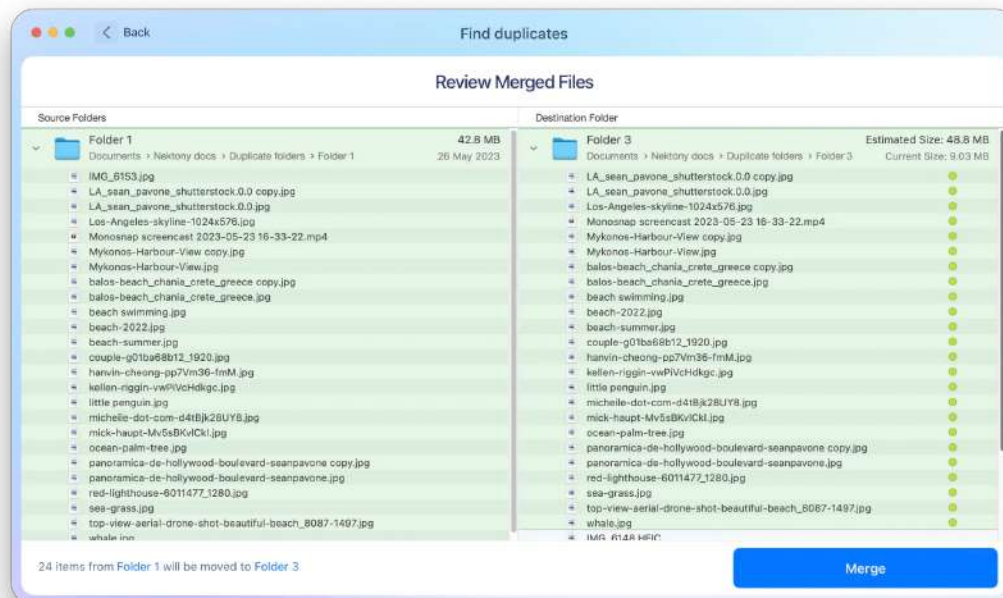 Back
Find duplicates
Review Merged Files
Source Folders
Folder 1
42.8 MB
Documents > Nektony docs > Duplicate folders > Folder 1
26 May 2023
IMG_6153.jpg
LA_sean_pavone_shutterstock.0.0 copy.jpg
LA_sean_pavone_shutterstock.0.0.jpg
Los-Angeles-skyline-1024x576.jpg
Monosnap screencast 2023-05-23 16-33-22.mp4
Mykonos-Harbour-View copy.jpg
Mykonos-Harbour-View.jpg
balos-beach_chania_crete_greece copy.jpg
balos-beach_chania_crete_greece.jpg
beach swimming.jpg
beach-2022.jpg
beach-summer.jpg
couple-g01ba68b12_1920.jpg
hanvin-cheong-pp7Vm36-fmM.jpg
kellen-riggin-vwPiVcHdkgc.jpg
little penguin.jpg
micheile-dot-com-d4tBjk28UY8.jpg
mick-haupt-Mv5sBKvlCkI.jpg
ocean-palm-tree.jpg
panoramica-de-hollywood-boulevard-seanpavone copy.jpg
panoramica-de-hollywood-boulevard-seanpavone.jpg
red-lighthouse-6011477_1280.jpg
sea-grass.jpg
top-view-aerial-drone-shot-beautiful-beach_8087-1497.jpg
whale.jpg
Destination Folder
Folder 3
Estimated Size: 48.8 MB
Documents > Nektony docs > Duplicate folders > Folder 3
Current Size: 9.03 MB
LA_sean_pavone_shutterstock.0.0 copy.jpg
LA_sean_pavone_shutterstock.0.0.jpg
Los-Angeles-skyline-1024x576.jpg
Monosnap screencast 2023-05-23 16-33-22.mp4
Mykonos-Harbour-View copy.jpg
Mykonos-Harbour-View.jpg
balos-beach_chania_crete_greece copy.jpg
balos-beach_chania_crete_greece.jpg
beach swimming.jpg
beach-2022.jpg
beach-summer.jpg
couple-g01ba68b12_1920.jpg
hanvin-cheong-pp7Vm36-fmM.jpg
kellen-riggin-vwPiVcHdkgc.jpg
little penguin.jpg
micheile-dot-com-d4tBjk28UY8.jpg
mick-haupt-Mv5sBKvlCkI.jpg
ocean-palm-tree.jpg
panoramica-de-hollywood-boulevard-seanpavone copy.jpg
panoramica-de-hollywood-boulevard-seanpavone.jpg
red-lighthouse-6011477_1280.jpg
sea-grass.jpg
top-view-aerial-drone-shot-beautiful-beach_8087-1497.jpg
whale.jpg
IMG_6148.HEIC
24 items from Folder 1 will be moved to Folder 3
Merge